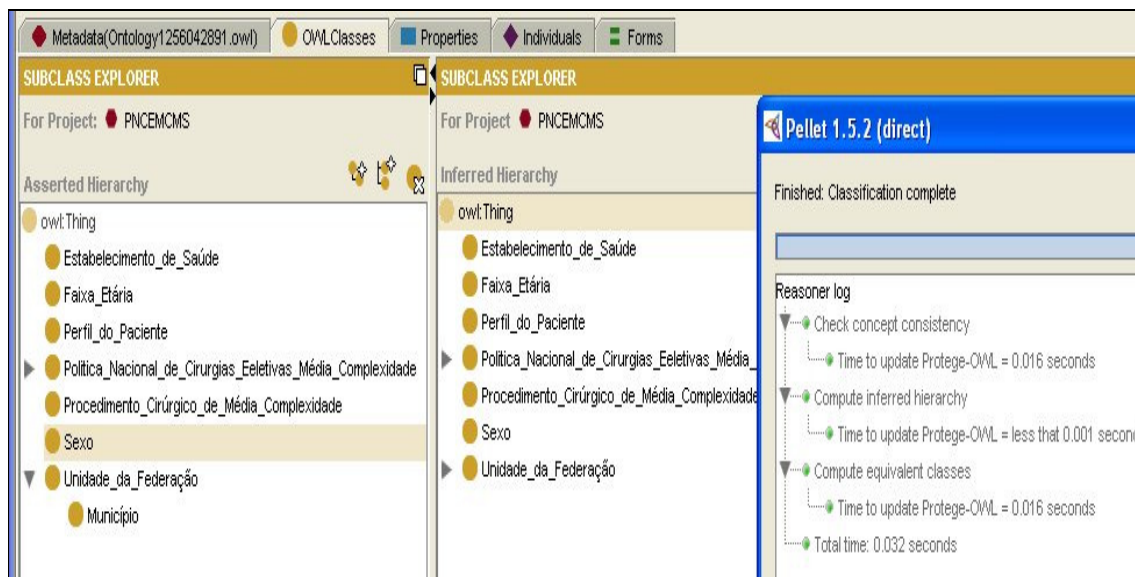 Metadata(Ontology1256042891.owl) OWLClasses Properties Individuals Forms
SUBCLASS EXPLORER
For Project: PNCEMCMS
Asserted Hierarchy
owl:Thing
Estabelecimento_de_Saúde
Faixa_Etária
Perfil_do_Paciente
Política_Nacional_de_Cirurgias_Eeletivas_Média_Complexidade
Procedimento_Cirúrgico_de_Média_Complexidade
Sexo
Unidade_da_Federação
Município
SUBCLASS EXPLORER
For Project PNCEMCMS
Inferred Hierarchy
owl:Thing
Estabelecimento_de_Saúde
Faixa_Etária
Perfil_do_Paciente
Política_Nacional_de_Cirurgias_Eeletivas_Média_
Procedimento_Cirúrgico_de_Média_Complexidade
Sexo
Unidade_da_Federação
Pellet 1.5.2 (direct)
Finished: Classification complete
Reasoner log
Check concept consistency
Time to update Protege-OWL = 0.016 seconds
Compute inferred hierarchy
Time to update Protege-OWL = less that 0.001 secon
Compute equivalent classes
Time to update Protege-OWL = 0.016 seconds
Total time: 0.032 seconds